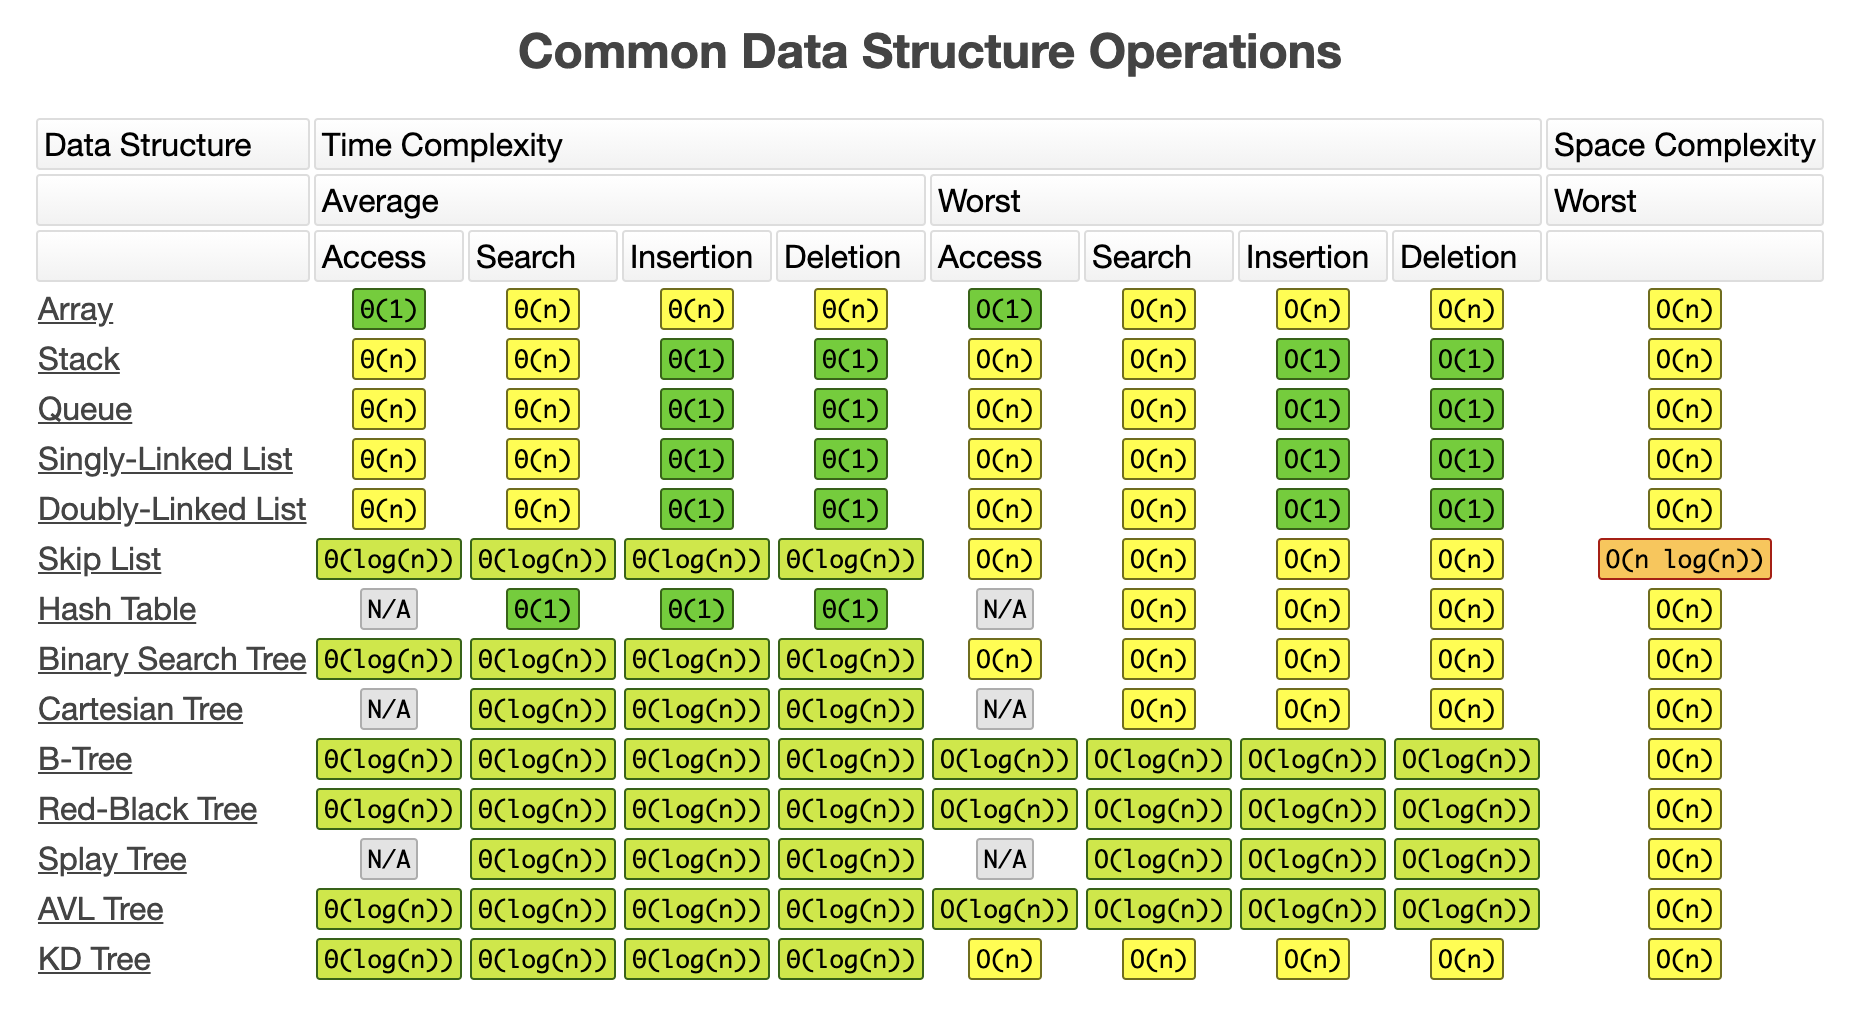 Common Data Structure Operations
Data Structure Time Complexity Space Complexity
Average Worst Worst
Access Search Insertion Deletion Access Search Insertion Deletion
Array Θ(1) Θ(n) Θ(n) Θ(n) O(1) O(n) O(n) O(n) O(n)
Stack Θ(n) Θ(n) Θ(1) Θ(1) O(n) O(n) O(1) O(1) O(n)
Queue Θ(n) Θ(n) Θ(1) Θ(1) O(n) O(n) O(1) O(1) O(n)
Singly-Linked List Θ(n) Θ(n) Θ(1) Θ(1) O(n) O(n) O(1) O(1) O(n)
Doubly-Linked List Θ(n) Θ(n) Θ(1) Θ(1) O(n) O(n) O(1) O(1) O(n)
Skip List Θ(log(n)) Θ(log(n)) Θ(log(n)) Θ(log(n)) O(n) O(n) O(n) O(n) O(n log(n))
Hash Table N/A Θ(1) Θ(1) Θ(1) N/A O(n) O(n) O(n) O(n)
Binary Search Tree Θ(log(n)) Θ(log(n)) Θ(log(n)) Θ(log(n)) O(n) O(n) O(n) O(n) O(n)
Cartesian Tree N/A Θ(log(n)) Θ(log(n)) Θ(log(n)) N/A O(n) O(n) O(n) O(n)
B-Tree Θ(log(n)) Θ(log(n)) Θ(log(n)) Θ(log(n)) O(log(n)) O(log(n)) O(log(n)) O(log(n)) O(n)
Red-Black Tree Θ(log(n)) Θ(log(n)) Θ(log(n)) Θ(log(n)) O(log(n)) O(log(n)) O(log(n)) O(log(n)) O(n)
Splay Tree N/A Θ(log(n)) Θ(log(n)) Θ(log(n)) N/A O(log(n)) O(log(n)) O(log(n)) O(n)
AVL Tree Θ(log(n)) Θ(log(n)) Θ(log(n)) Θ(log(n)) O(log(n)) O(log(n)) O(log(n)) O(log(n)) O(n)
KD Tree Θ(log(n)) Θ(log(n)) Θ(log(n)) Θ(log(n)) O(n) O(n) O(n) O(n) O(n)